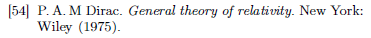 [54] P. A. M Dirac. General theory of relativity. New York:
Wiley (1975).